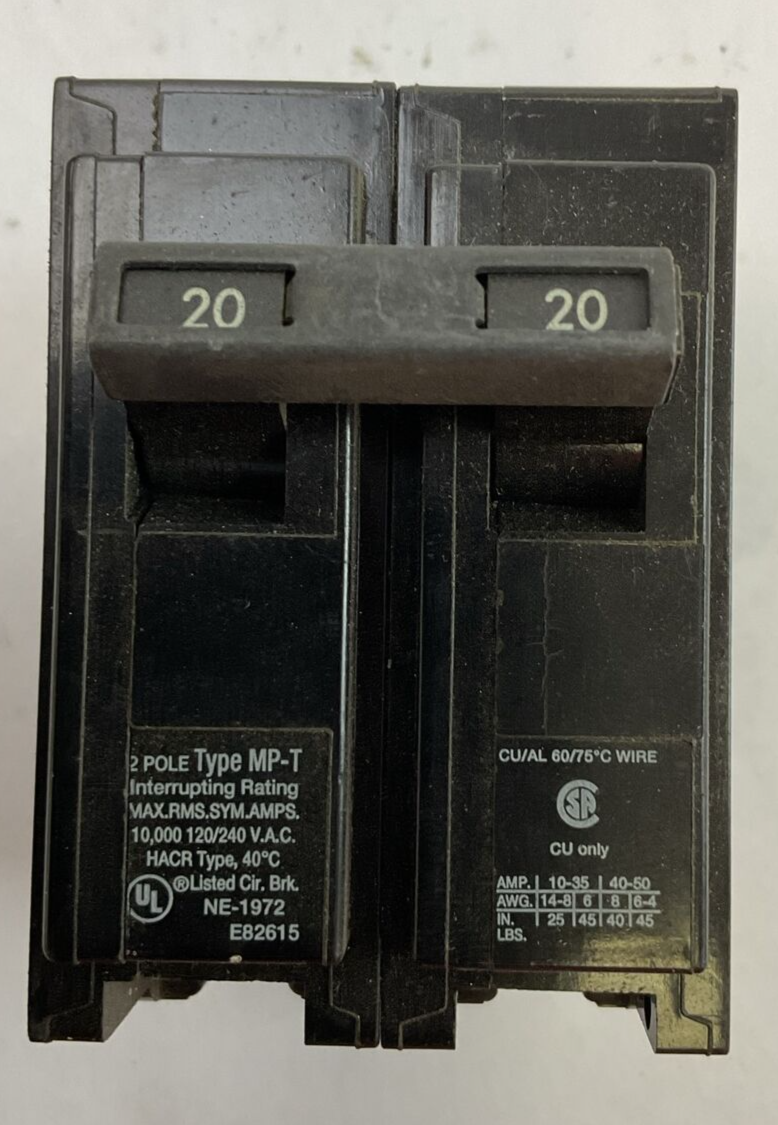 20 20
2 POLE Type MP-T
Interrupting Rating
MAX.RMS.SYM.AMPS.
10,000 120/240 V.A.C.
HACR Type, 40°C
UL ®Listed Cir. Brk.
NE-1972
E82615
CU/AL 60/75°C WIRE
SA
CU only
AMP. 10-35 40-50
AWG. 14-8 6 8 6-4
IN. 25 45 40 45
LBS.